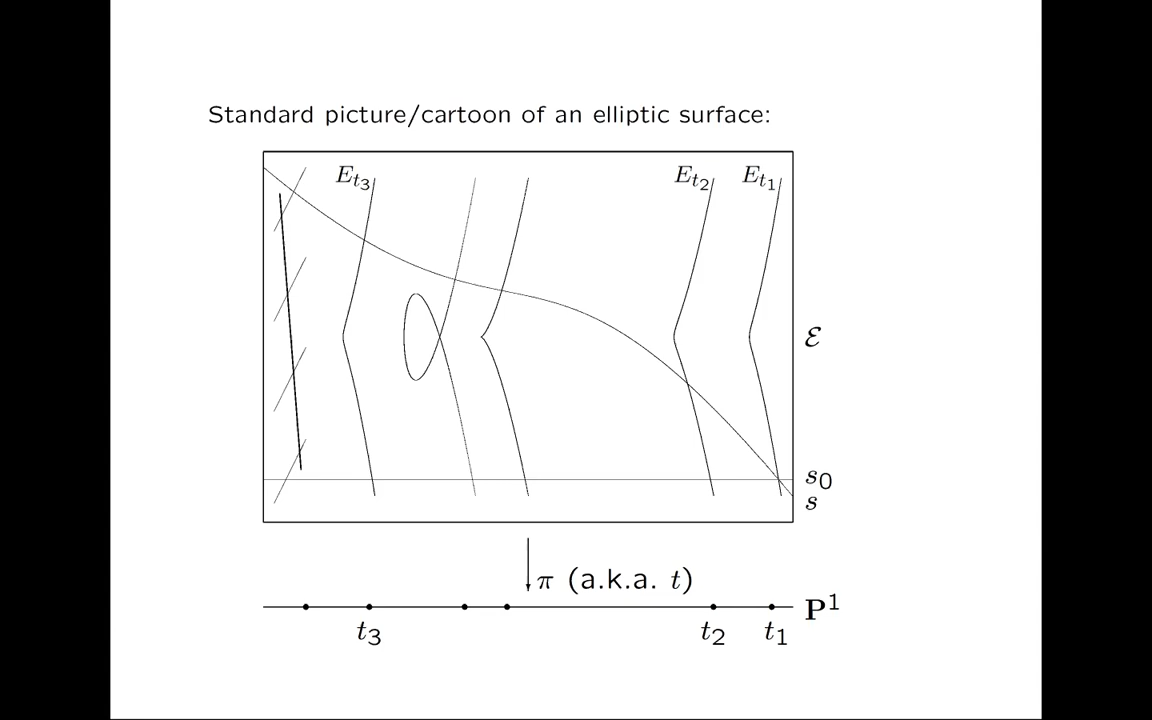 Standard picture/cartoon of an elliptic surface:
E_{t_3} E_{t_2} E_{t_1}
ℰ
s_0
s
π (a.k.a. t)
P^1
t_3 t_2 t_1